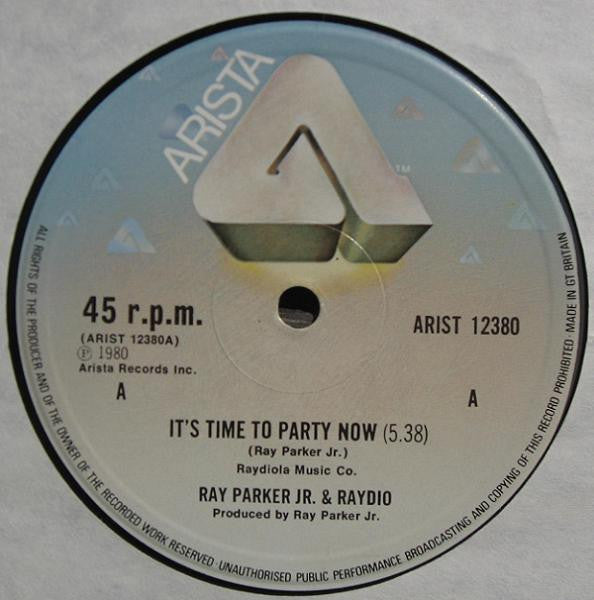 ARISTA
TM
45 r.p.m.
(ARIST 12380A)
Ⓟ 1980
Arista Records Inc.
A
ARIST 12380
A
IT'S TIME TO PARTY NOW (5.38)
(Ray Parker Jr.)
Raydiola Music Co.
RAY PARKER JR. & RAYDIO
Produced by Ray Parker Jr.
ALL RIGHTS OF THE PRODUCER AND OF THE OWNER OF THE RECORDED WORK RESERVED · UNAUTHORISED PUBLIC PERFORMANCE BROADCASTING AND COPYING OF THIS RECORD PROHIBITED · MADE IN GT BRITAIN